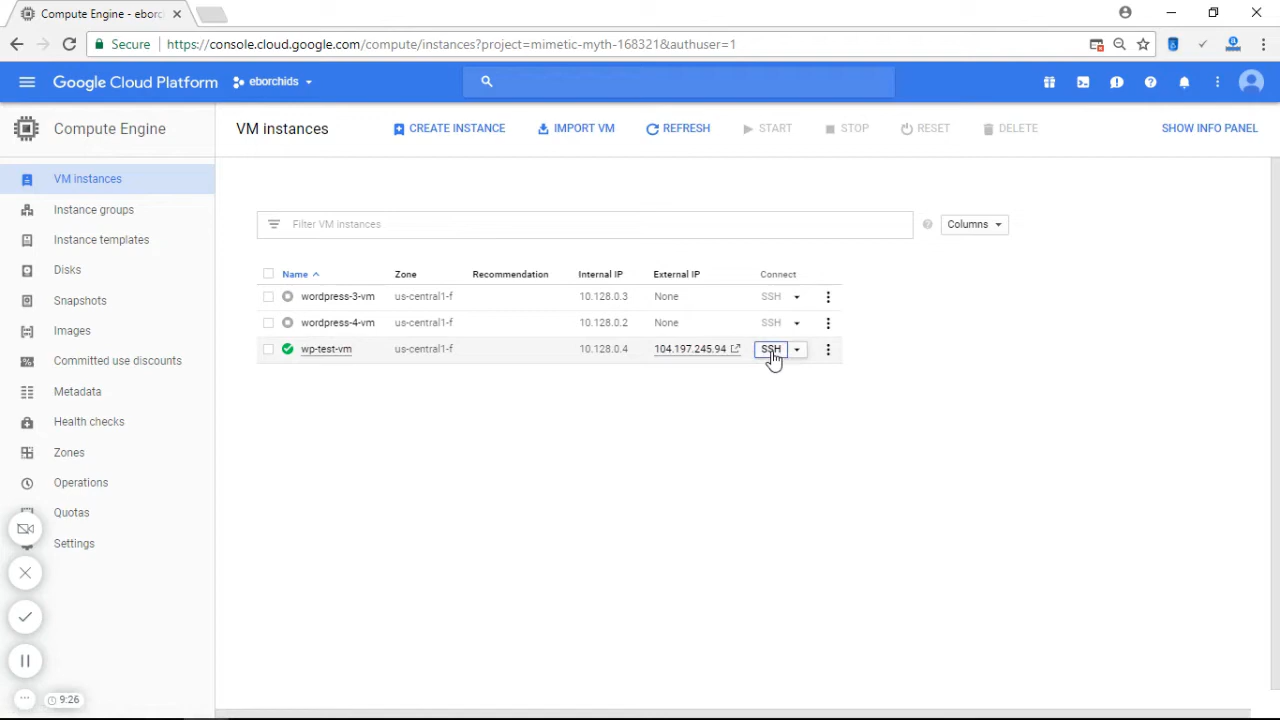 Compute Engine - eborc
Secure
https://console.cloud.google.com/compute/instances?project=mimetic-myth-168321&authuser=1
Google Cloud Platform
eborchids
Compute Engine
VM instances
CREATE INSTANCE
IMPORT VM
REFRESH
START
STOP
RESET
DELETE
SHOW INFO PANEL
VM instances
Instance groups
Instance templates
Disks
Snapshots
Images
Committed use discounts
Metadata
Health checks
Zones
Operations
Quotas
Settings
Filter VM instances
Columns
Name Zone Recommendation Internal IP External IP Connect
wordpress-3-vm us-central1-f 10.128.0.3 None SSH
wordpress-4-vm us-central1-f 10.128.0.2 None SSH
wp-test-vm us-central1-f 10.128.0.4 104.197.245.94 SSH
9:26